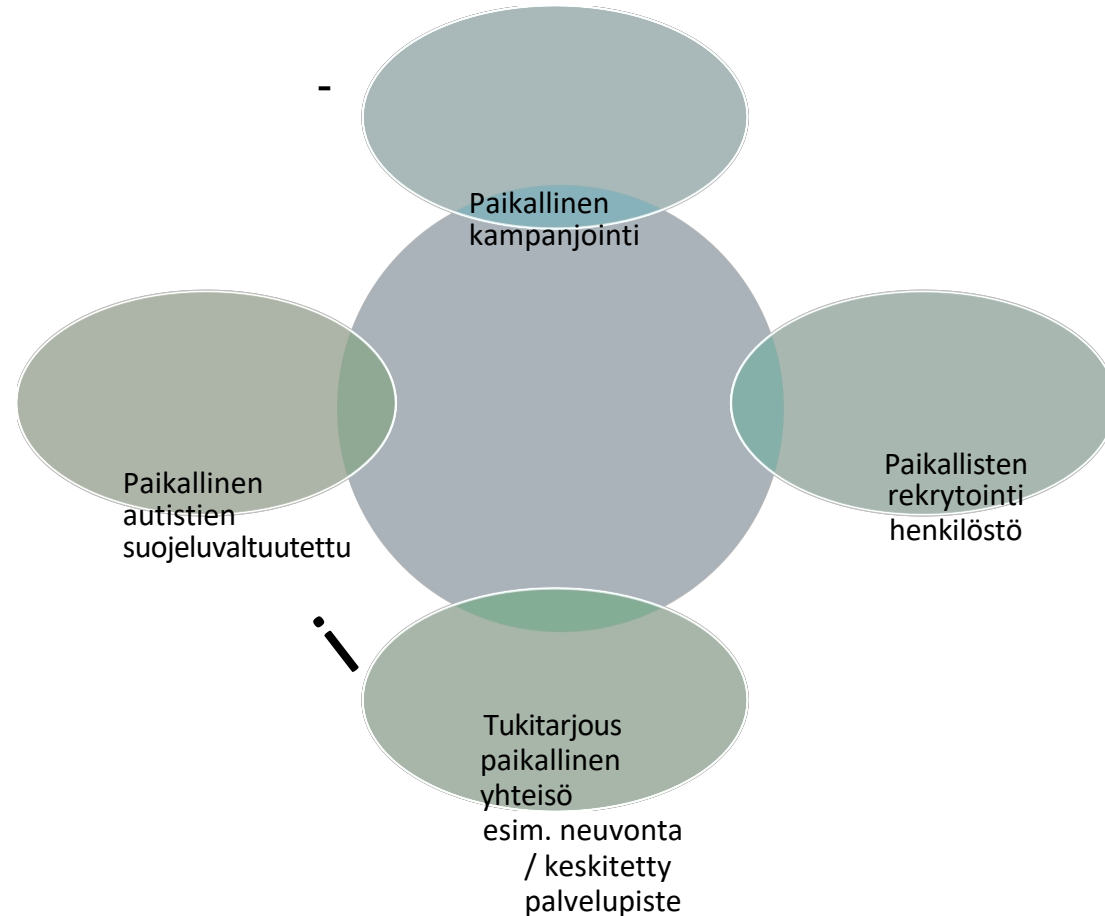 -
Paikallinen
kampanjointi
Paikallinen
autistien
suojeluvaltuutettu
Paikallisten
rekrytointi
henkilöstö
Tukitarjous
paikallinen
yhteisö
esim. neuvonta
/ keskitetty
palvelupiste